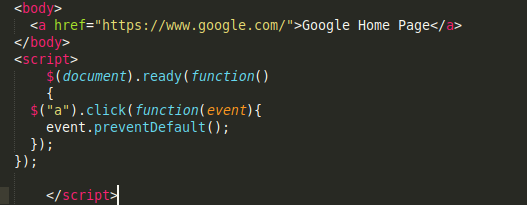 <body>
<a href="https://www.google.com/">Google Home Page</a>
</body>
<script>
$(document).ready(function()
{
$("a").click(function(event){
event.preventDefault();
});
});
</script>